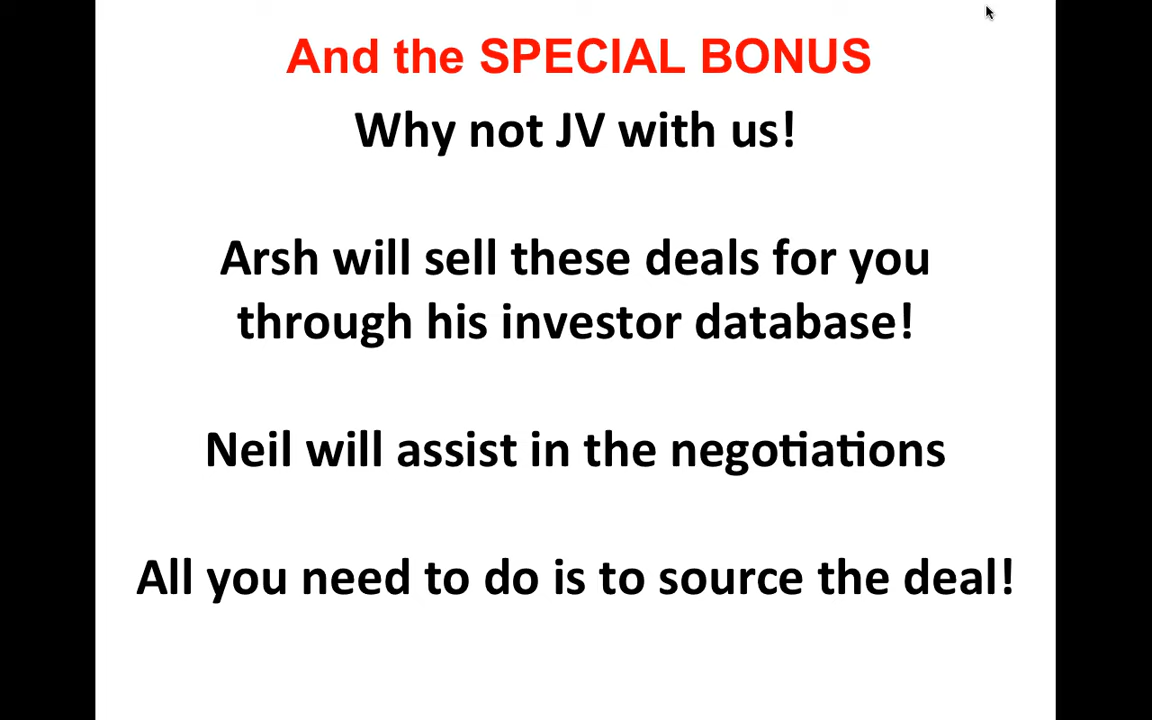 And the SPECIAL BONUS
Why not JV with us!
Arsh will sell these deals for you
through his investor database!
Neil will assist in the negotiations
All you need to do is to source the deal!